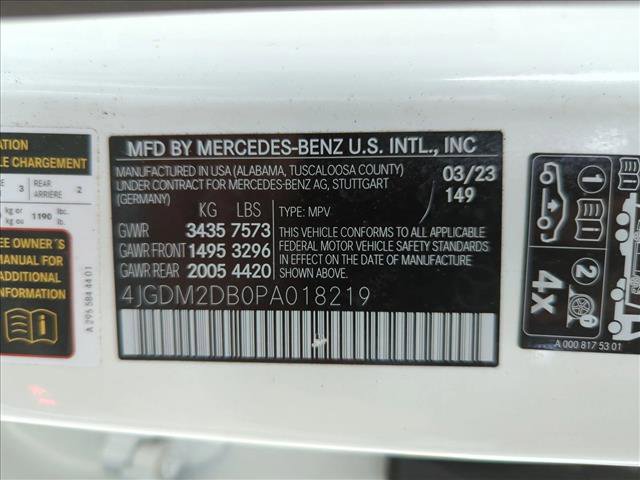 ATION
LE CHARGEMENT
3 REAR ARRIÈRE 2
kg or kg ou 1190 lbs. lb.
EE OWNER´S
MANUAL FOR
ADDITIONAL
A 295 584 44 01
MFD BY MERCEDES-BENZ U.S. INTL., INC
MANUFACTURED IN USA (ALABAMA, TUSCALOOSA COUNTY)
UNDER CONTRACT FOR MERCEDES-BENZ AG, STUTTGART
(GERMANY)
03/23
149
KG LBS TYPE: MPV
GVWR 3435 7573
GAWR FRONT 1495 3296
GAWR REAR 2005 4420
THIS VEHICLE CONFORMS TO ALL APPLICABLE
FEDERAL MOTOR VEHICLE SAFETY STANDARDS
IN EFFECT ON THE DATE OF MANUFACTURE
SHOWN ABOVE.
4JGDM2DB0PA018219
1
2
4x
A 000 817 53 01